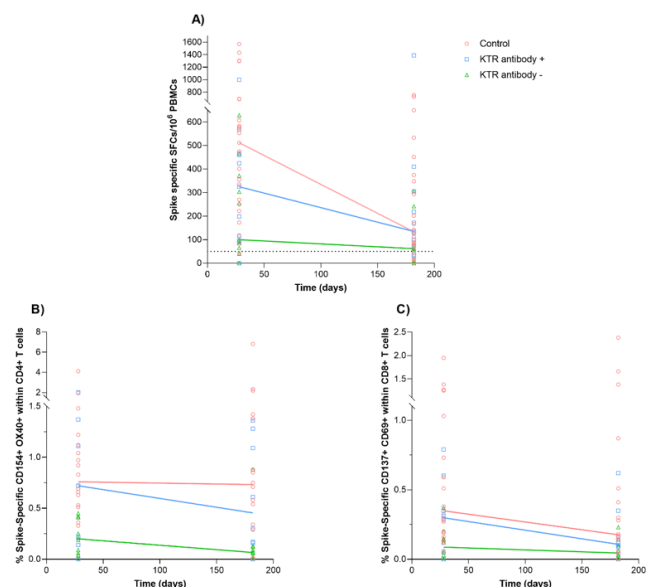 A)
1600
1400
1200
1000
800
600
500
400
300
200
100
0
Spike specific SFCs/10⁶ PBMCs
0 50 100 150 200
Time (days)
Control
KTR antibody +
KTR antibody -
B)
8
6
4
2
1.5
1.0
0.5
0.0
% Spike-Specific CD154+ OX40+ within CD4+ T cells
0 50 100 150 200
Time (days)
C)
2.5
2.0
1.5
1.0
0.5
0.0
% Spike-Specific CD137+ CD69+ within CD8+ T cells
0 50 100 150 200
Time (days)